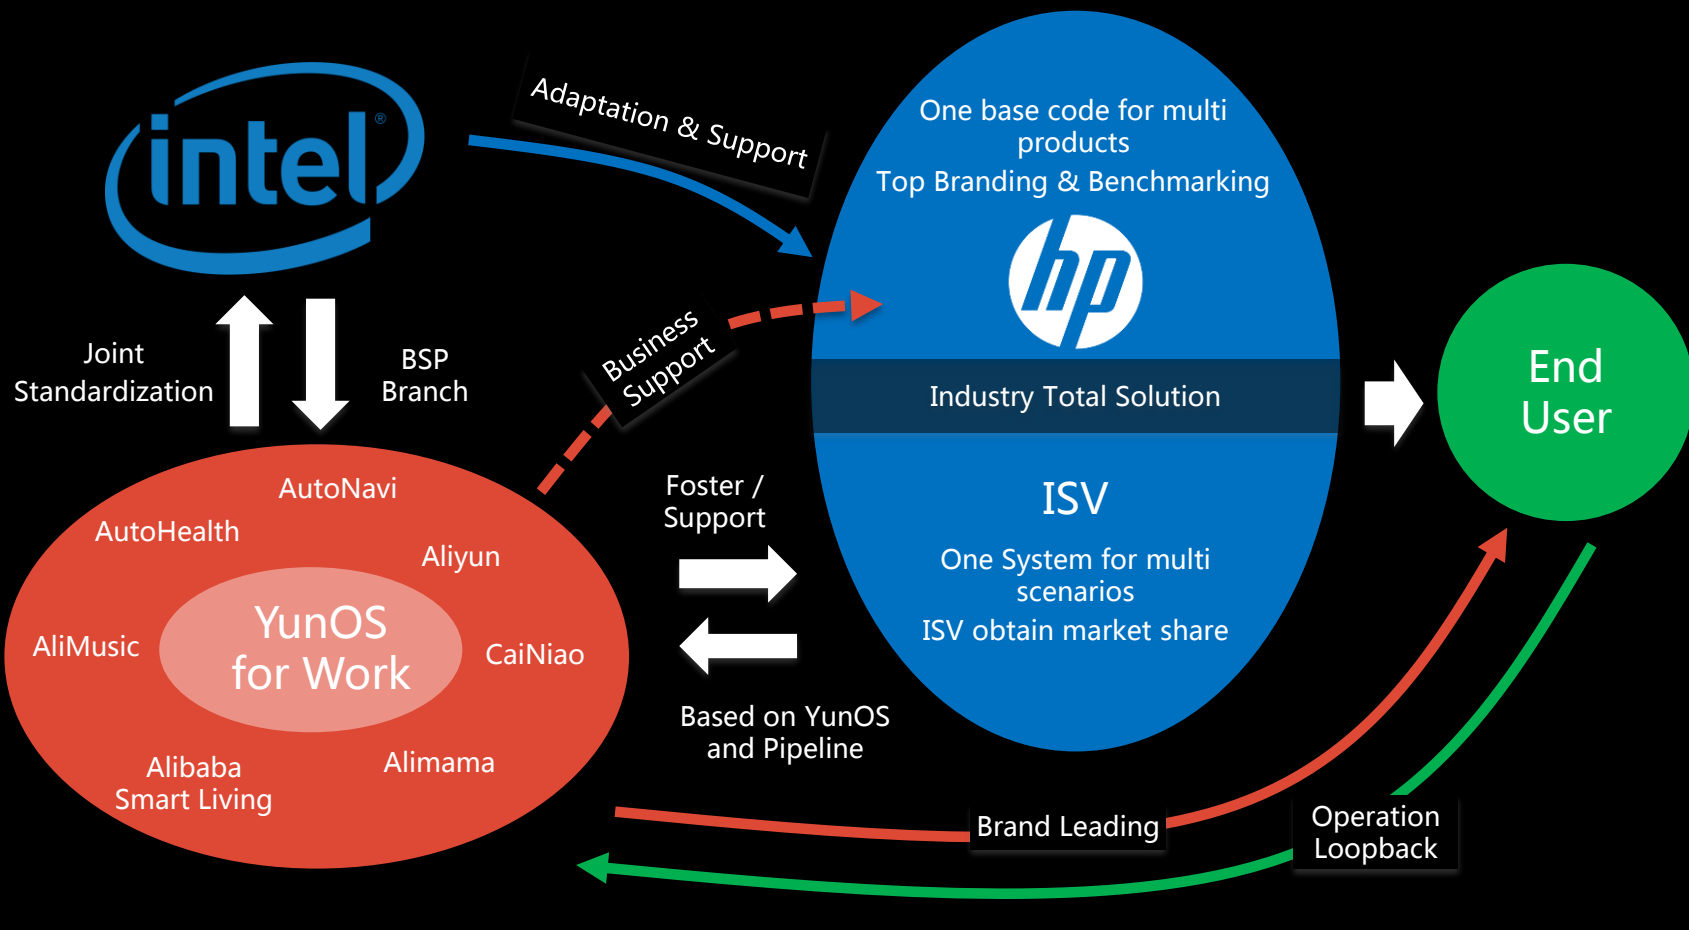 intel®
Adaptation & Support
One base code for multi
products
Top Branding & Benchmarking
hp
Industry Total Solution
ISV
One System for multi
scenarios
ISV obtain market share
End
User
Joint
Standardization
BSP
Branch
Business
Support
Foster /
Support
Based on YunOS
and Pipeline
AutoNavi
AutoHealth
Aliyun
YunOS
for Work
AliMusic
CaiNiao
Alibaba
Smart Living
Alimama
Brand Leading
Operation
Loopback